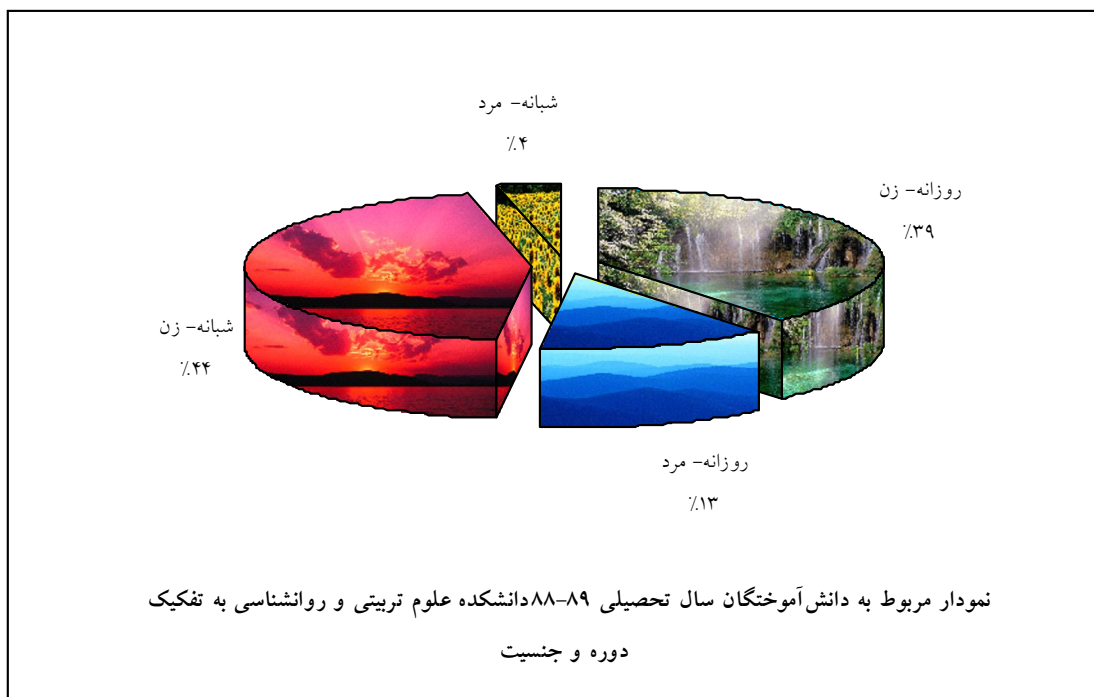 شبانه- مرد
٪۴
روزانه- زن
٪۳۹
شبانه- زن
٪۴۴
روزانه- مرد
٪۱۳
نمودار مربوط به دانش‌آموختگان سال تحصیلی ۸۹-۸۸دانشکده علوم تربیتی و روانشناسی به تفکیک
دوره و جنسیت